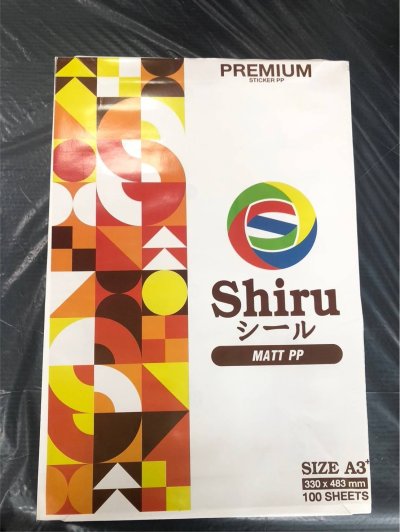 PREMIUM
STICKER PP
Shiru
シール
MATT PP
SIZE A3+
330 x 483 mm
100 SHEETS